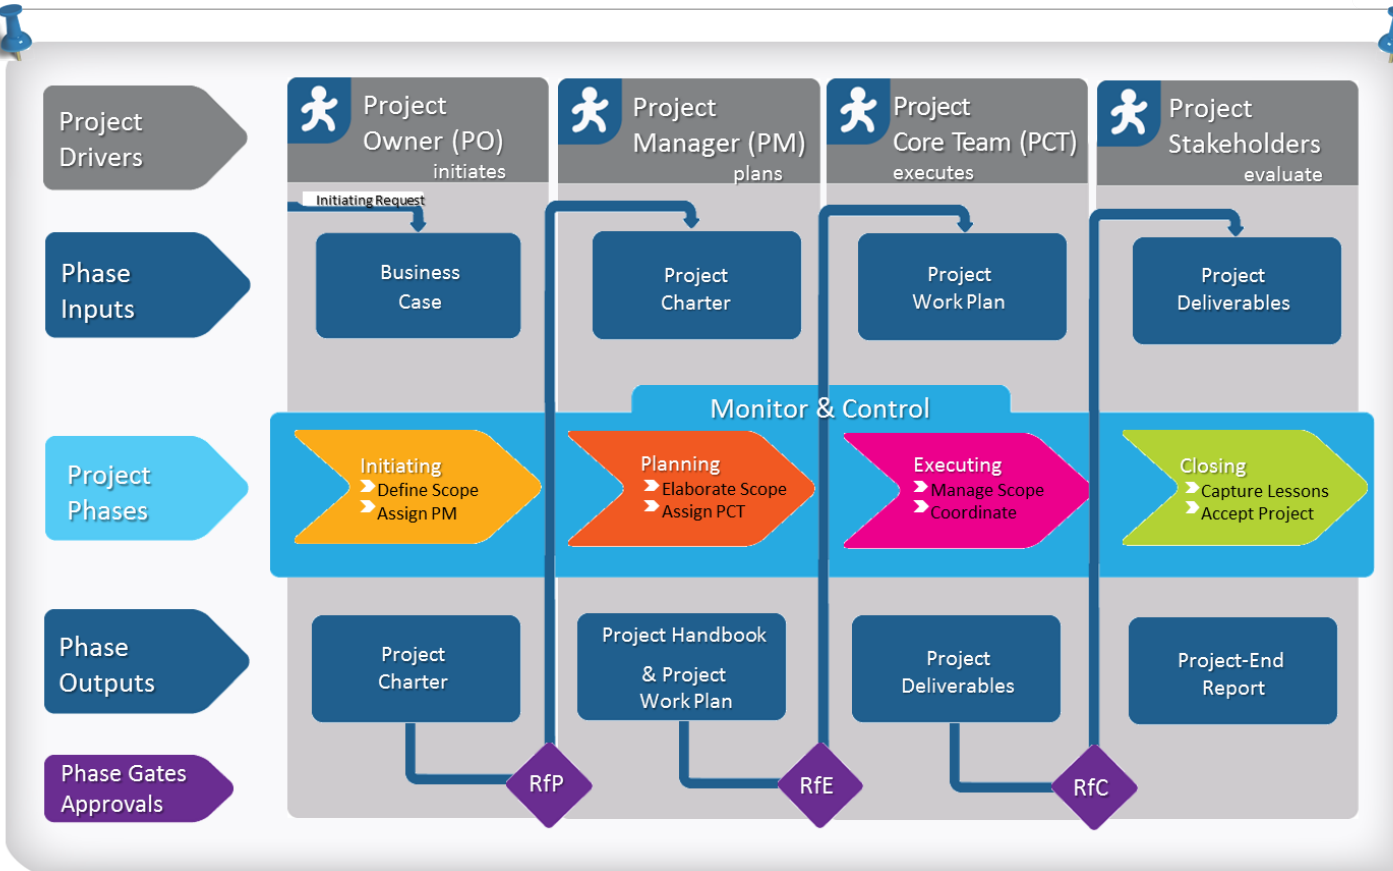 Project
Drivers
Project
Owner (PO)
initiates
Project
Manager (PM)
plans
Project
Core Team (PCT)
executes
Project
Stakeholders
evaluate
Initiating Request
Phase
Inputs
Business
Case
Project
Charter
Project
Work Plan
Project
Deliverables
Monitor & Control
Project
Phases
Initiating
Define Scope
Assign PM
Planning
Elaborate Scope
Assign PCT
Executing
Manage Scope
Coordinate
Closing
Capture Lessons
Accept Project
Phase
Outputs
Project
Charter
Project Handbook
& Project
Work Plan
Project
Deliverables
Project-End
Report
Phase Gates
Approvals
RfP
RfE
RfC